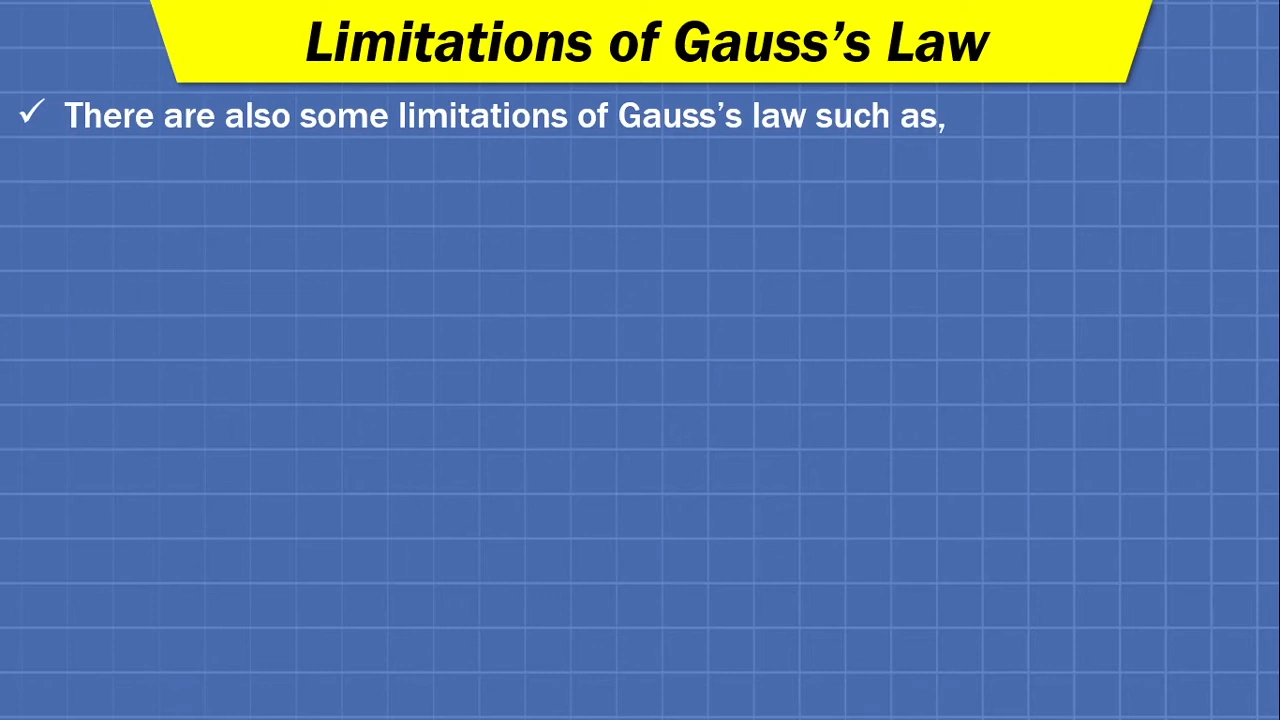 Limitations of Gauss’s Law
✓ There are also some limitations of Gauss’s law such as,